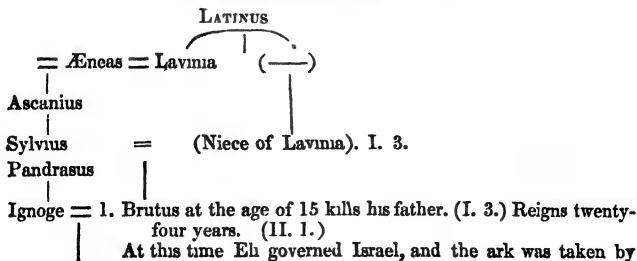 LATINUS
= Æneas = Lavinia (——)
Ascanius
Sylvius = (Niece of Lavinia). I. 3.
Pandrasus
Ignoge = 1. Brutus at the age of 15 kills his father. (I. 3.) Reigns twenty-
four years. (II. 1.)
At this time Eli governed Israel, and the ark was taken by